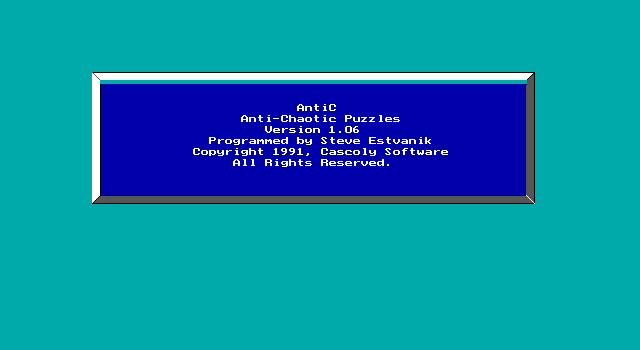 AntiC
Anti-Chaotic Puzzles
Version 1.06
Programmed by Steve Estvanik
Copyright 1991, Cascoly Software
All Rights Reserved.